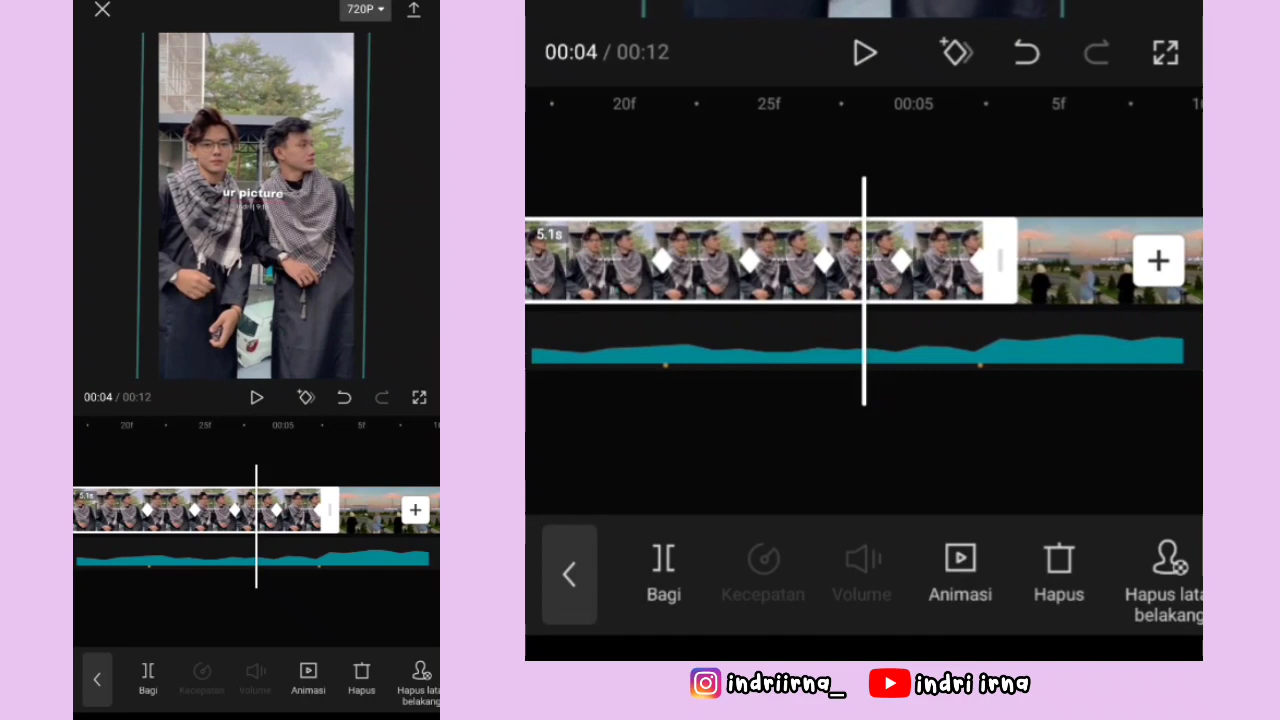 720P
ur picture
00:04 / 00:12
20f 25f 00:05 5f
5.1s
Bagi Kecepatan Volume Animasi Hapus Hapus lata
belakang
00:04 / 00:12
20f 25f 00:05 5f
5.1s
Bagi Kecepatan Volume Animasi Hapus Hapus lata
belakang
indriirna_ indri irna